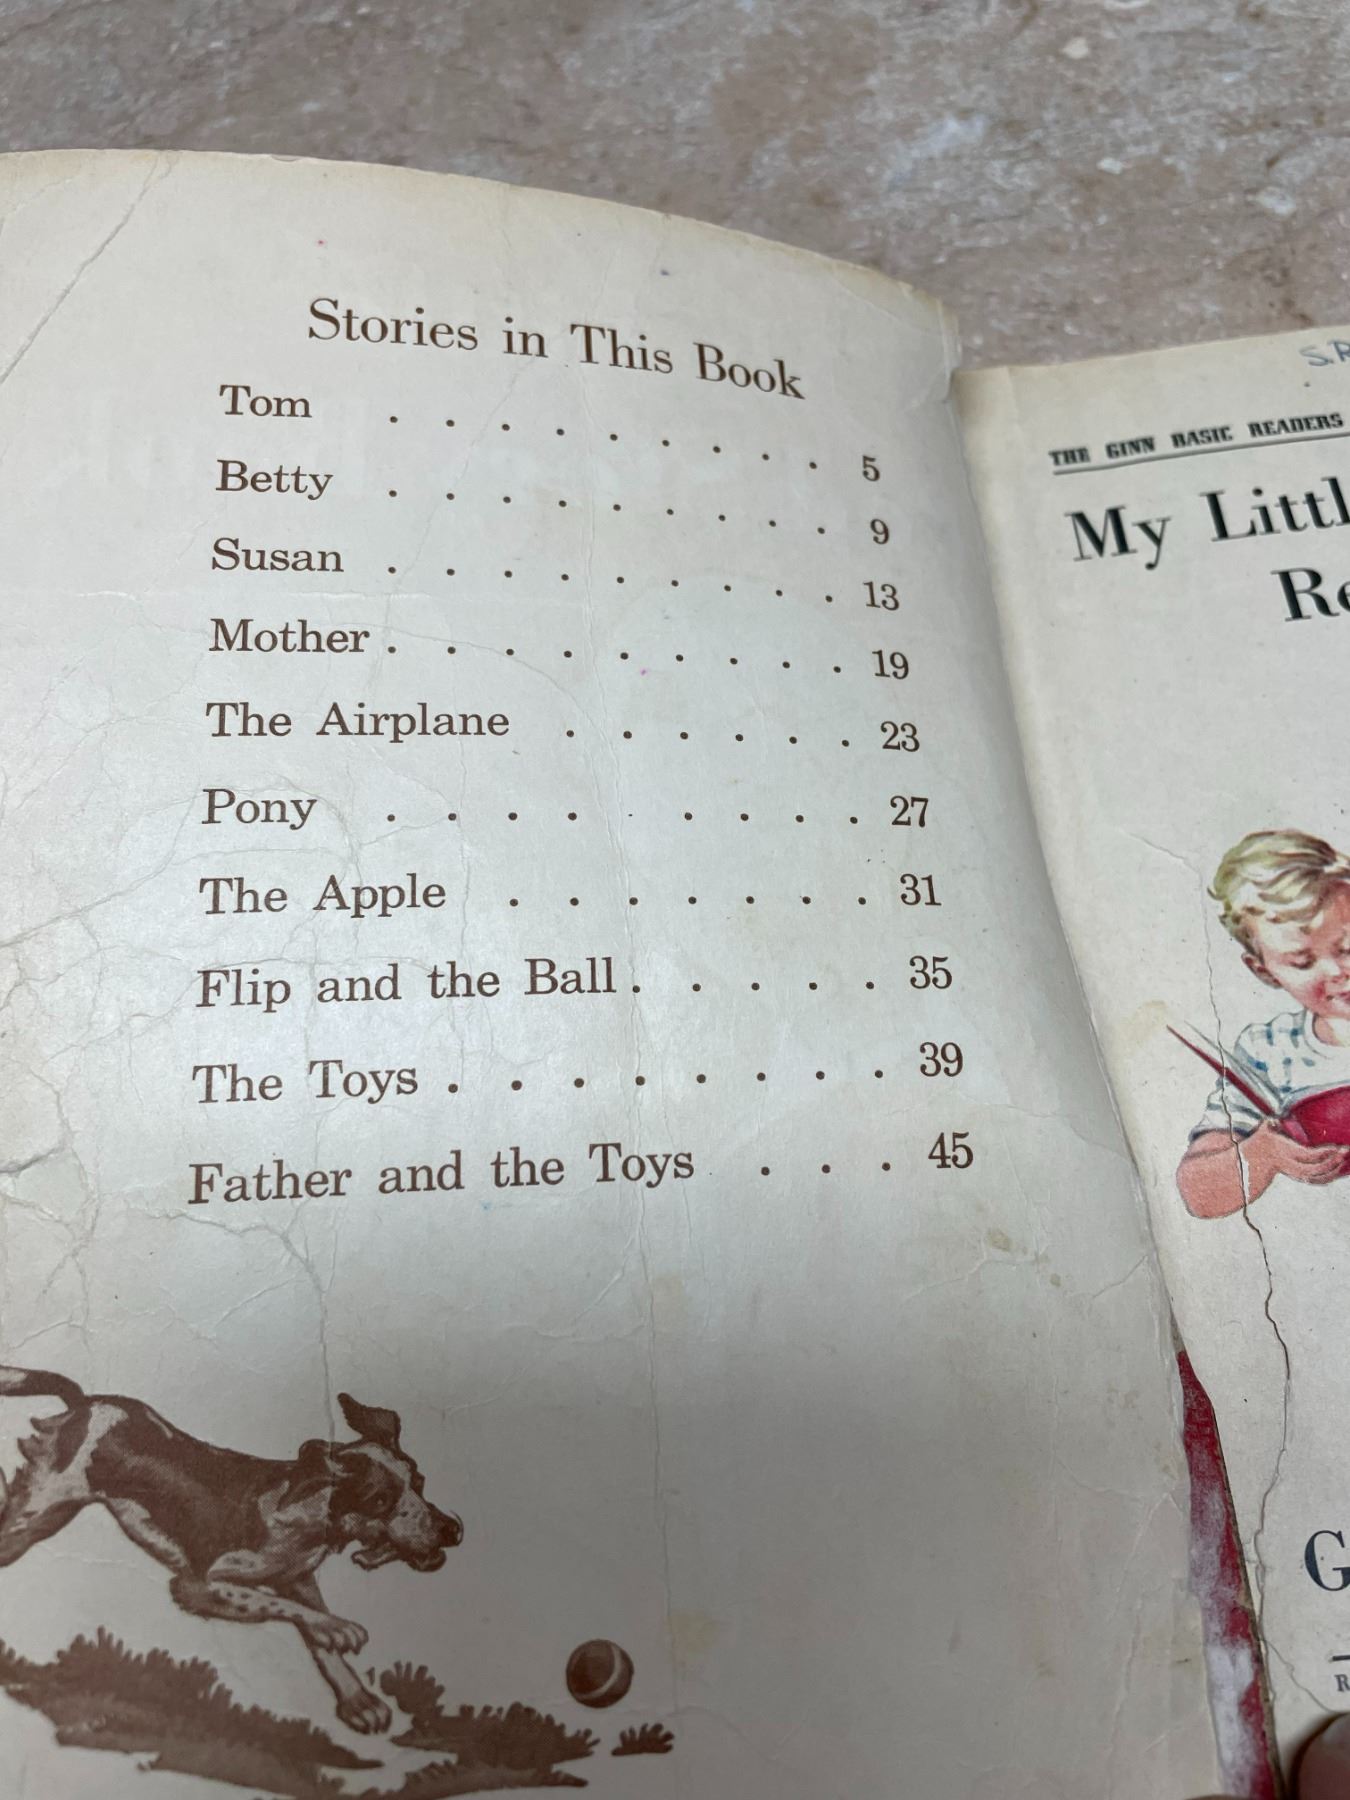 Stories in This Book
Tom . . . . . . . . . 5
Betty . . . . . . . . . 9
Susan . . . . . . . . . 13
Mother . . . . . . . . . 19
The Airplane . . . . . . 23
Pony . . . . . . . . . 27
The Apple . . . . . . . 31
Flip and the Ball . . . . . 35
The Toys . . . . . . . . 39
Father and the Toys . . . 45
S.
THE GINN BASIC READERS
My